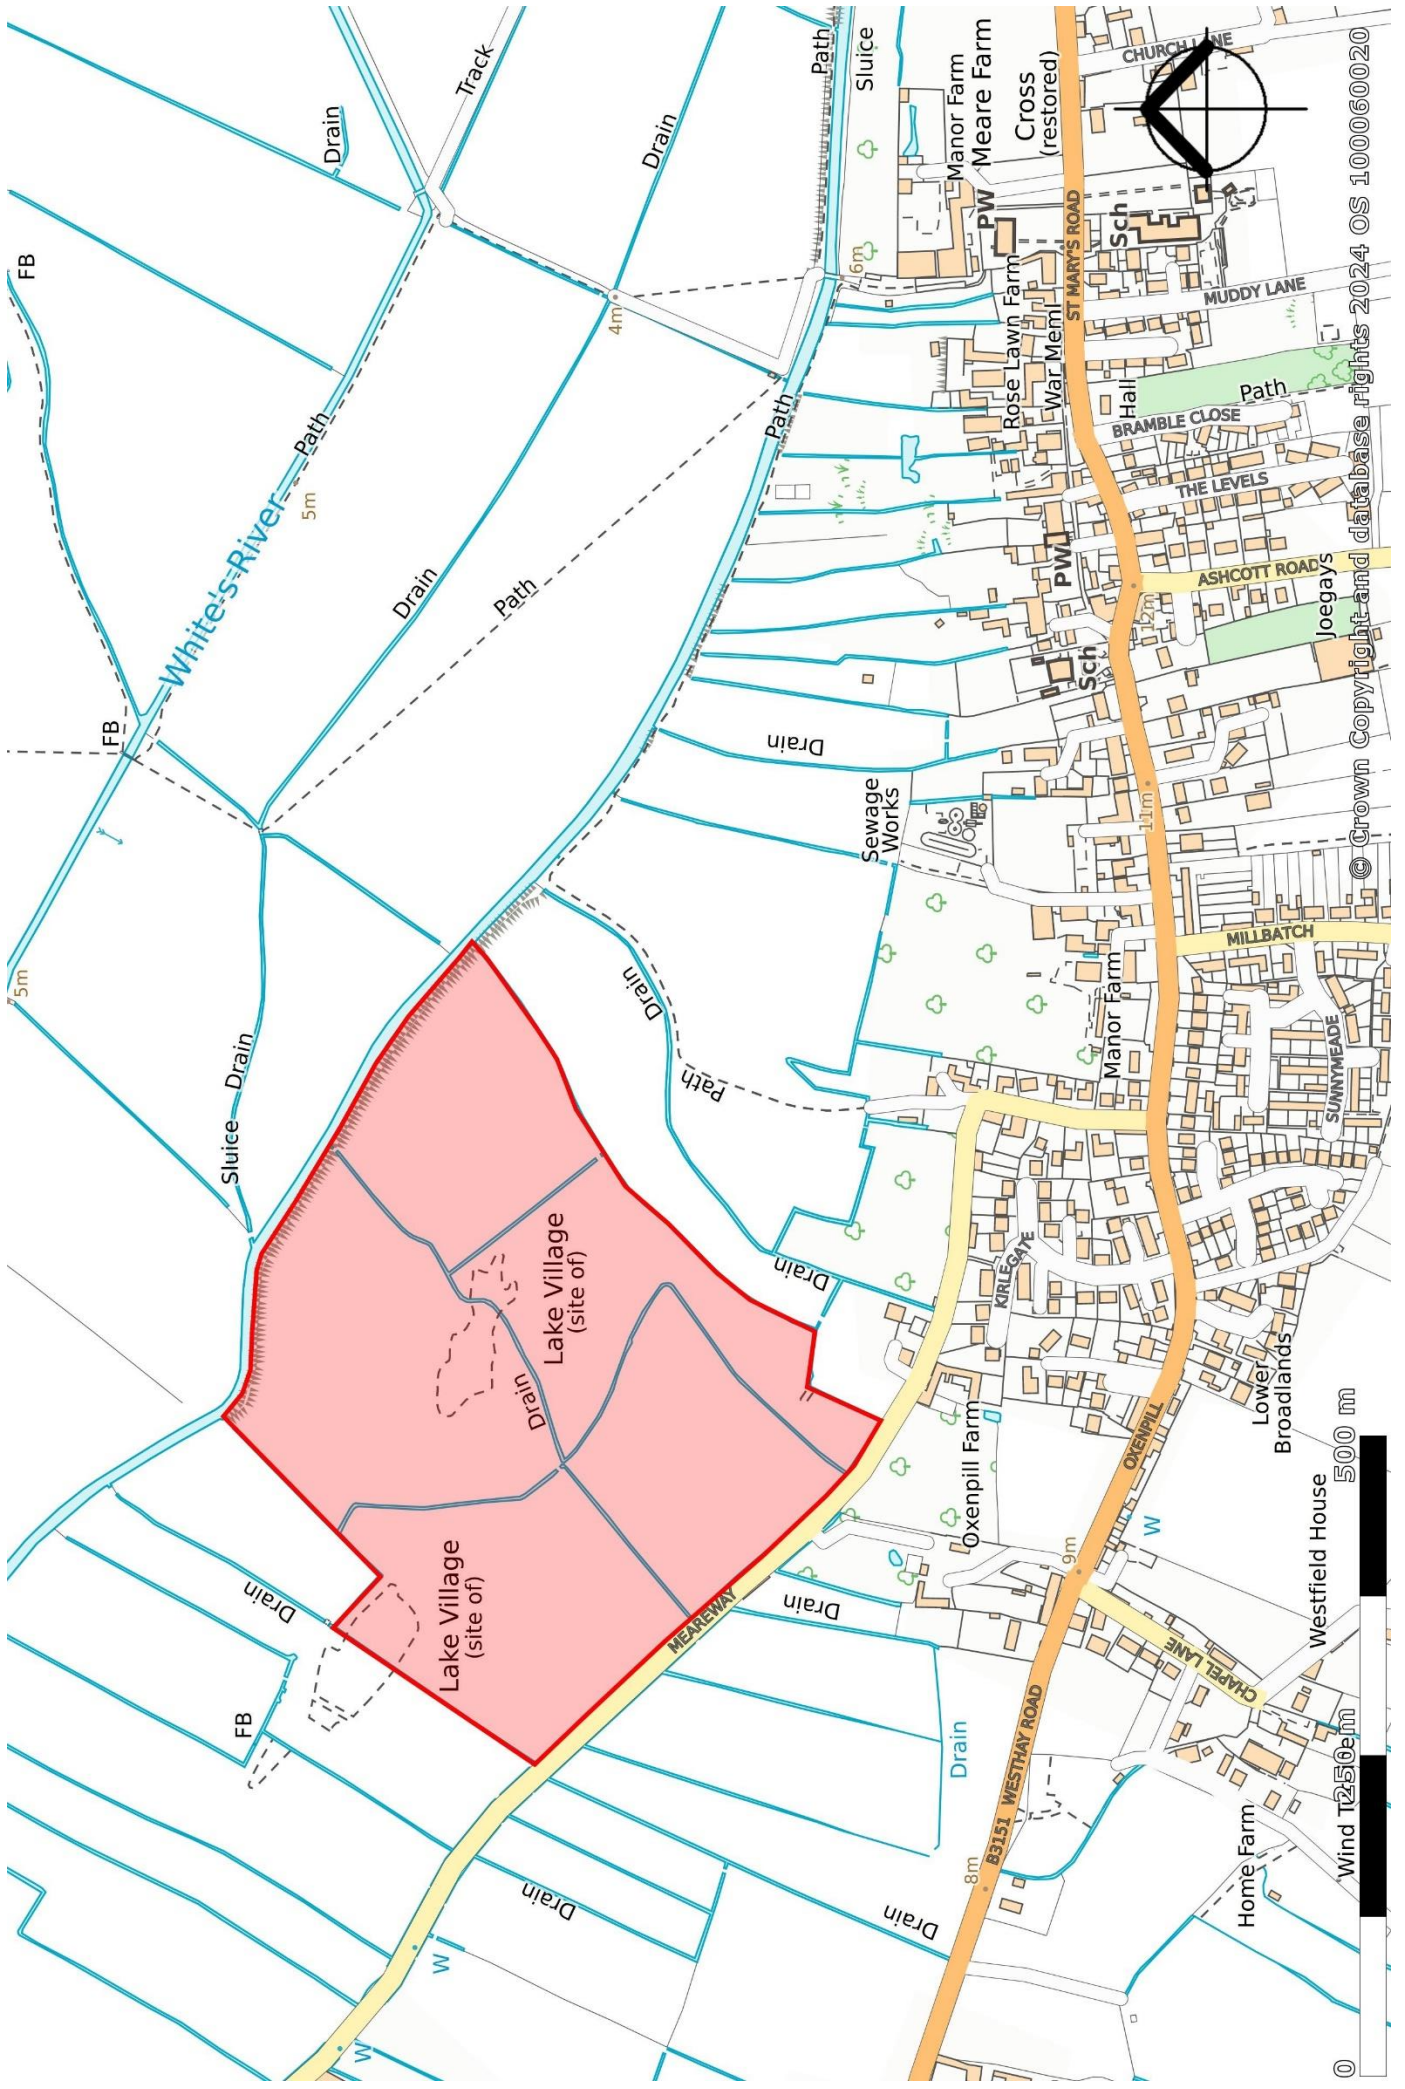 FB
Drain
Track
Path
Sluice
Drain
Manor Farm
Meare Farm
Cross
(restored)
CHURCH LANE
PW
Sch
ST MARY'S ROAD
MUDDY LANE
4m
6m
Rose Lawn Farm
War Meml
Hall
Path
BRAMBLE CLOSE
THE LEVELS
Path
Path
White's River
5m
Drain
Path
PW
Sch
ASHCOTT ROAD
12m
Joegays
FB
Drain
Sewage
Works
11m
MILLBATCH
5m
Sluice Drain
Drain
Path
Manor Farm
SUNNYMEADE
Drain
KIRLEGATE
Lake Village
(site of)
Drain
Oxenpill Farm
Lower
Broadlands
OXENPILL
Lake Village
(site of)
Drain
MEAREWAY
Drain
9m
W
Westfield House
CHAPEL LANE
FB
Drain
B3151 WESTHAY ROAD
8m
Drain
Drain
Home Farm
W
W
0
250 m
500 m
© Crown Copyright and database rights 2024 OS 100060020